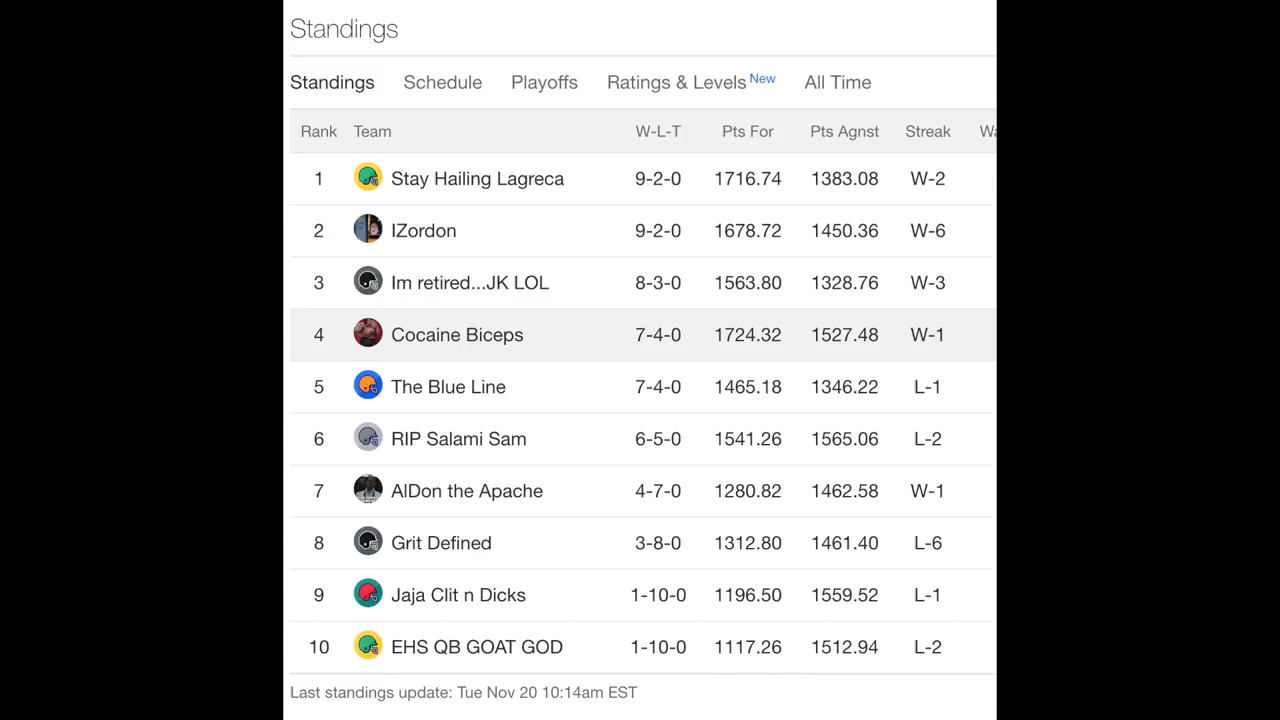 Standings
Standings Schedule Playoffs Ratings & Levels New All Time
Rank Team W-L-T Pts For Pts Agnst Streak Wa
1 Stay Hailing Lagreca 9-2-0 1716.74 1383.08 W-2
2 IZordon 9-2-0 1678.72 1450.36 W-6
3 Im retired...JK LOL 8-3-0 1563.80 1328.76 W-3
4 Cocaine Biceps 7-4-0 1724.32 1527.48 W-1
5 The Blue Line 7-4-0 1465.18 1346.22 L-1
6 RIP Salami Sam 6-5-0 1541.26 1565.06 L-2
7 AlDon the Apache 4-7-0 1280.82 1462.58 W-1
8 Grit Defined 3-8-0 1312.80 1461.40 L-6
9 Jaja Clit n Dicks 1-10-0 1196.50 1559.52 L-1
10 EHS QB GOAT GOD 1-10-0 1117.26 1512.94 L-2
Last standings update: Tue Nov 20 10:14am EST